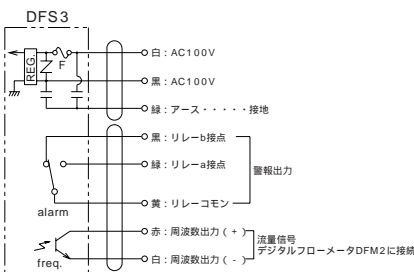 DFS3
REG
F
白：AC100V
黒：AC100V
緑：アース・・・・・接地
黒：リレーb接点
緑：リレーa接点
警報出力
黄：リレーコモン
alarm
赤：周波数出力（+）
流量信号
デジタルフローメータDFM2に接続
白：周波数出力（-）
freq.